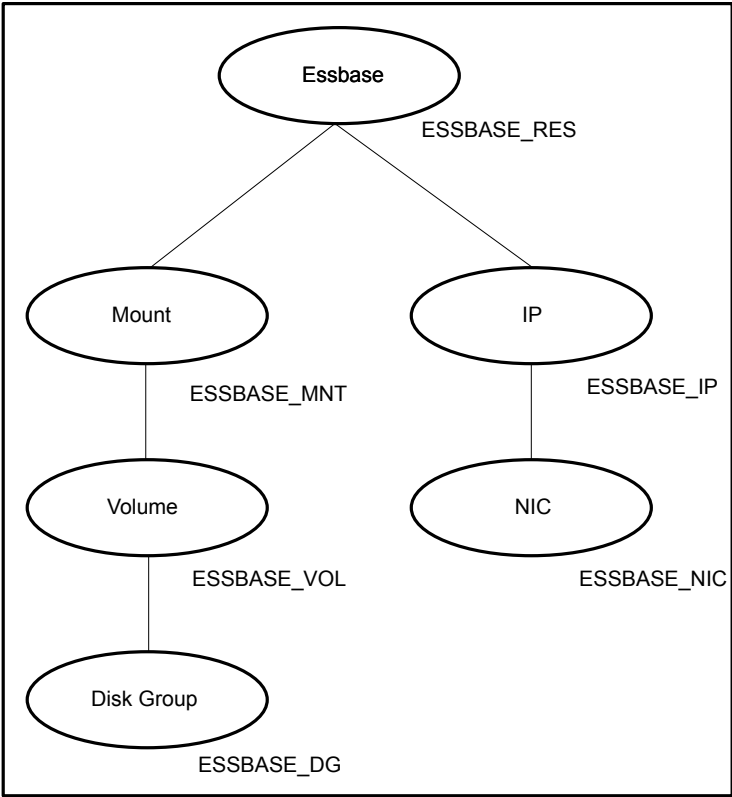 Essbase
ESSBASE_RES
Mount
IP
ESSBASE_MNT
ESSBASE_IP
Volume
NIC
ESSBASE_VOL
ESSBASE_NIC
Disk Group
ESSBASE_DG